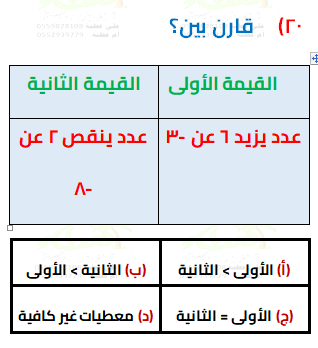 ٢٠) قارن بين؟
القيمة الأولى
القيمة الثانية
عدد يزيد ٦ عن -٣
عدد ينقص ٢ عن
-٨
(أ) الأولى > الثانية
(ب) الثانية > الأولى
(ج) الأولى = الثانية
(د) معطيات غير كافية